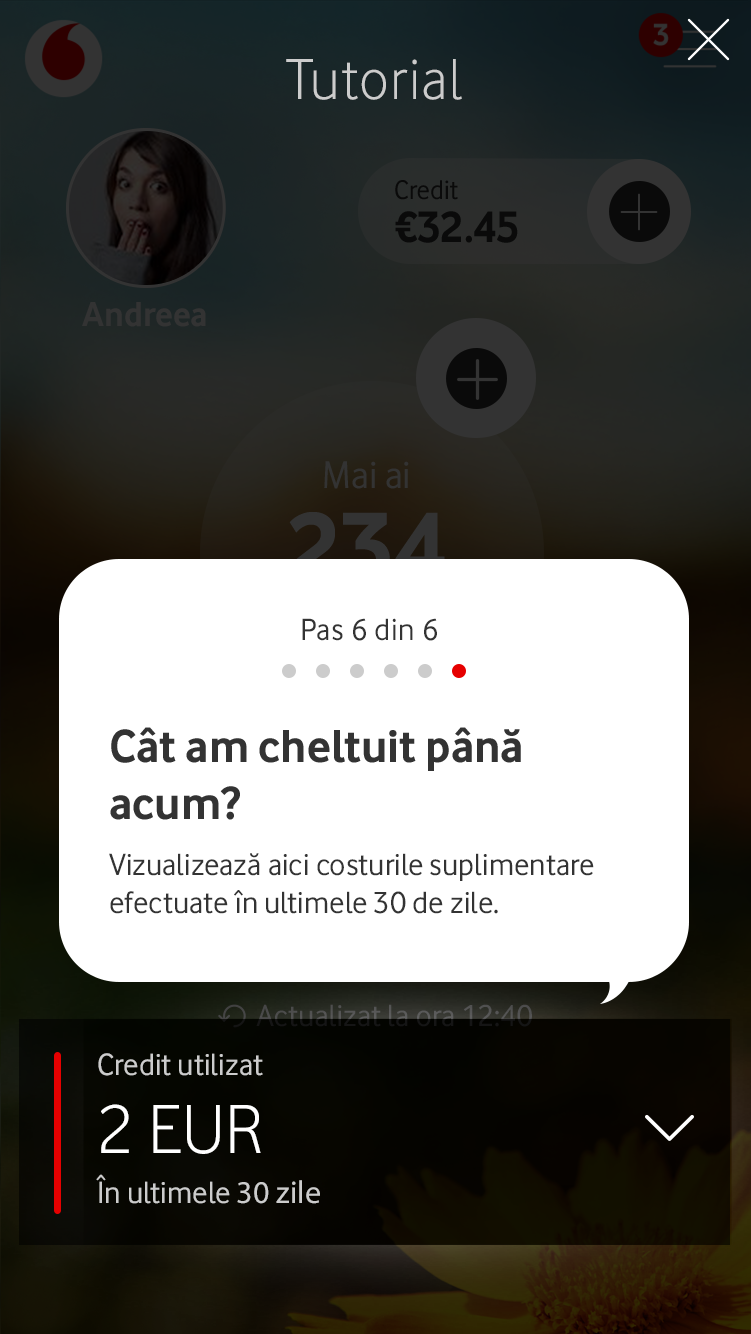 3
Tutorial
Credit
€32.45
Andreea
Mai ai
234
Pas 6 din 6
Cât am cheltuit până
acum?
Vizualizează aici costurile suplimentare
efectuate în ultimele 30 de zile.
Actualizat la ora 12:40
Credit utilizat
2 EUR
În ultimele 30 zile